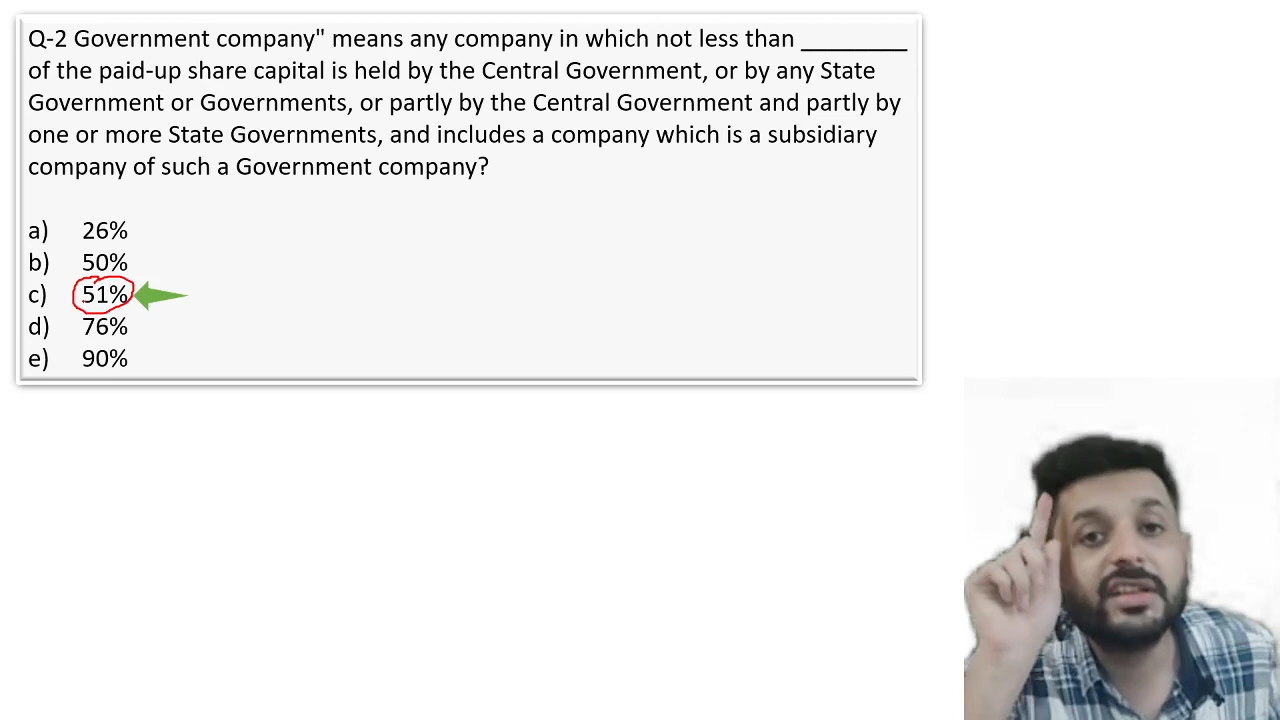 Q-2 Government company" means any company in which not less than _________
of the paid-up share capital is held by the Central Government, or by any State
Government or Governments, or partly by the Central Government and partly by
one or more State Governments, and includes a company which is a subsidiary
company of such a Government company?
a) 26%
b) 50%
c) 51%
d) 76%
e) 90%